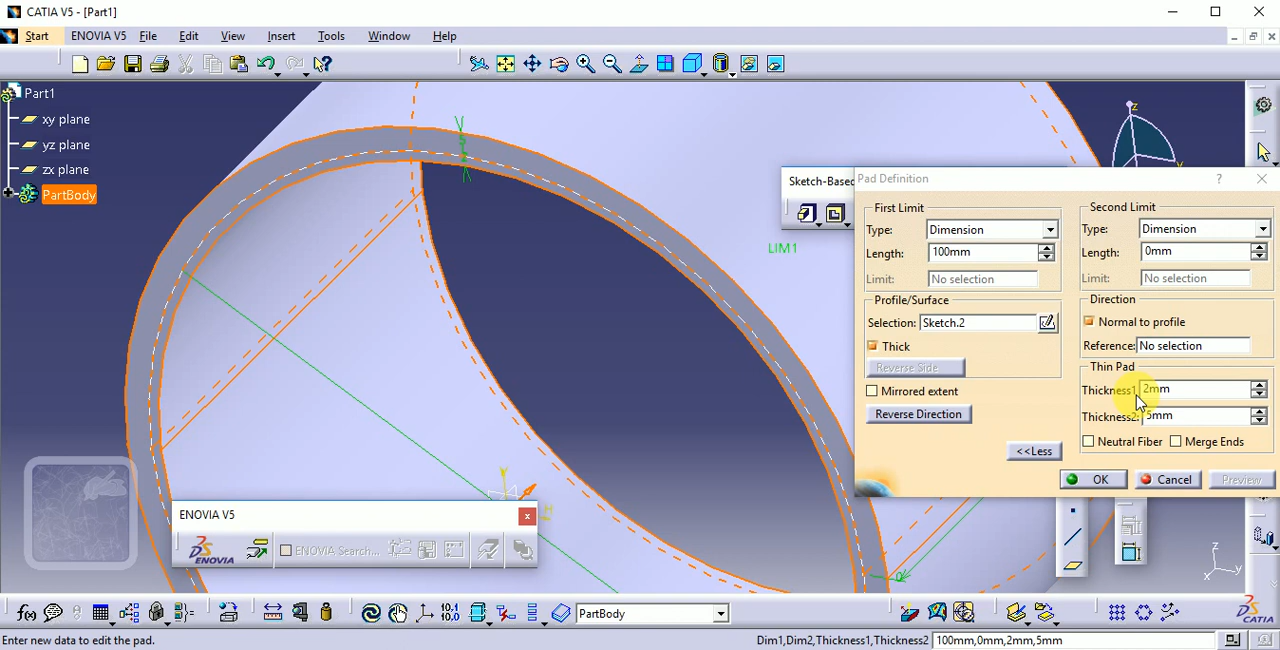 CATIA V5 - [Part1]
Start ENOVIA V5 File Edit View Insert Tools Window Help
Part1
xy plane
yz plane
zx plane
PartBody
z
Sketch-Based
LIM1
Pad Definition
?
First Limit
Type: Dimension
Length: 100mm
Limit: No selection
Profile/Surface
Selection: Sketch.2
Thick
Reverse Side
Mirrored extent
Reverse Direction
<<Less
Second Limit
Type: Dimension
Length: 0mm
Limit: No selection
Direction
Normal to profile
Reference: No selection
Thin Pad
Thickness1 2mm
Thickness2: 5mm
Neutral Fiber Merge Ends
OK Cancel Preview
Y
H
ENOVIA V5
ENOVIA
ENOVIA Search...
z
x
y
f(x)
10:1
PartBody
CATIA
Enter new data to edit the pad.
Dim1,Dim2,Thickness1,Thickness2 100mm,0mm,2mm,5mm